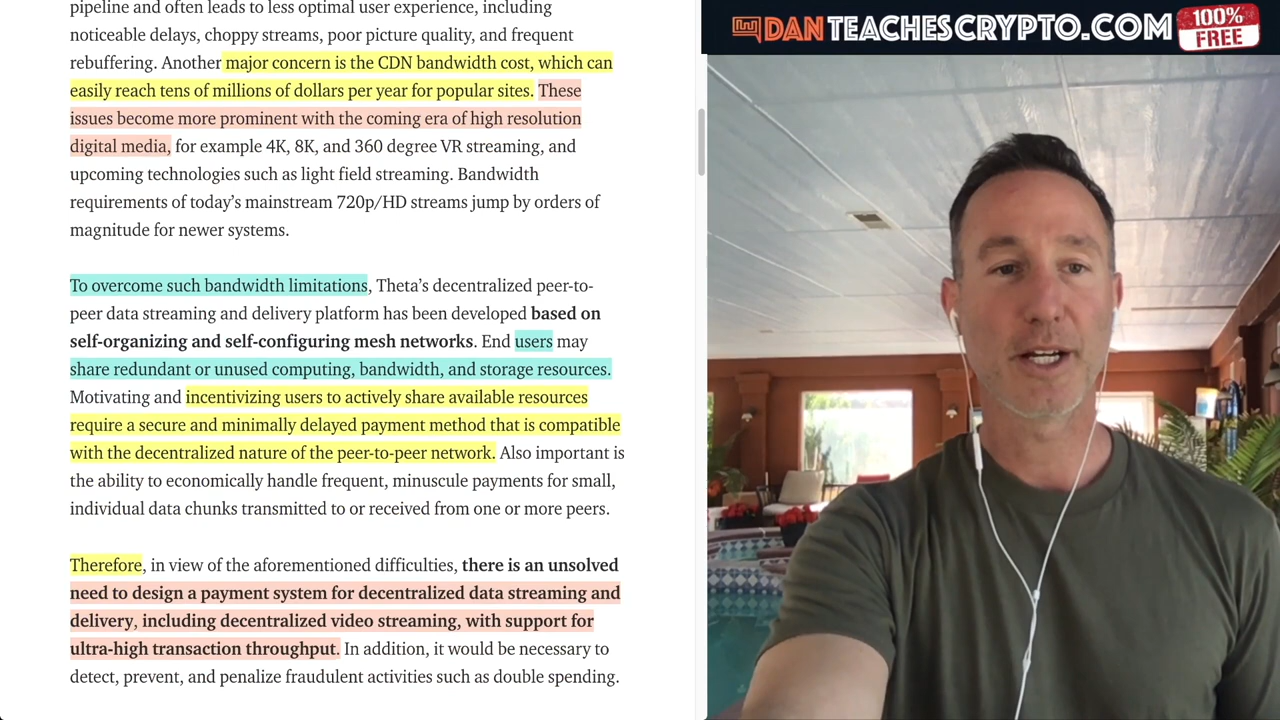 pipeline and often leads to less optimal user experience, including
noticeable delays, choppy streams, poor picture quality, and frequent
rebuffering. Another major concern is the CDN bandwidth cost, which can
easily reach tens of millions of dollars per year for popular sites. These
issues become more prominent with the coming era of high resolution
digital media, for example 4K, 8K, and 360 degree VR streaming, and
upcoming technologies such as light field streaming. Bandwidth
requirements of today’s mainstream 720p/HD streams jump by orders of
magnitude for newer systems.
To overcome such bandwidth limitations, Theta’s decentralized peer-to-
peer data streaming and delivery platform has been developed based on
self-organizing and self-configuring mesh networks. End users may
share redundant or unused computing, bandwidth, and storage resources.
Motivating and incentivizing users to actively share available resources
require a secure and minimally delayed payment method that is compatible
with the decentralized nature of the peer-to-peer network. Also important is
the ability to economically handle frequent, minuscule payments for small,
individual data chunks transmitted to or received from one or more peers.
Therefore, in view of the aforementioned difficulties, there is an unsolved
need to design a payment system for decentralized data streaming and
delivery, including decentralized video streaming, with support for
ultra-high transaction throughput. In addition, it would be necessary to
detect, prevent, and penalize fraudulent activities such as double spending.
DANTEACHESCRYPTO.COM
100%
FREE